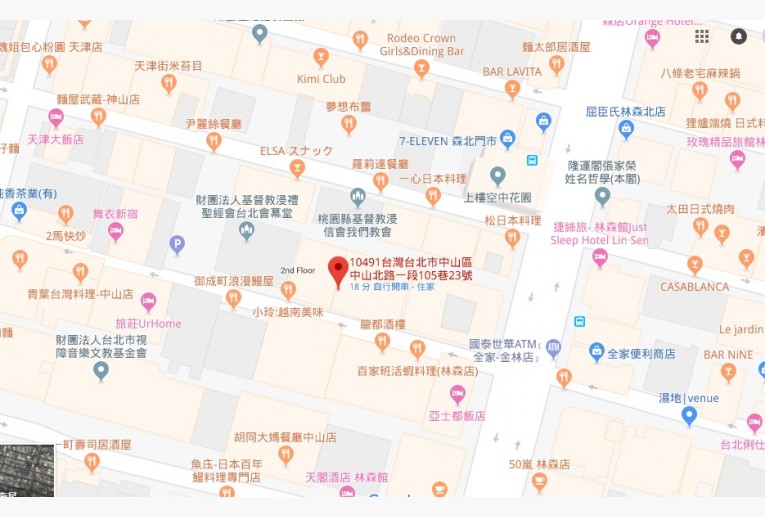 Rodeo Crown
Girls&Dining Bar
麵太郎居酒屋
魂姐包心粉圓 天津店
天津街米苔目
Kimi Club
BAR LAVITA
八條老宅麻辣鍋
麵屋武藏-神山店
夢想布蕾
屈臣氏林森北店
狸爐端燒 日式料
天津大飯店
尹麗絲餐廳
7-ELEVEN 森北門市
ELSA スナック
羅莉達餐廳
隆運閣張家榮
姓名哲學(本閣)
玫瑰精品旅館林
一心日本料理
上樓空中花園
純香茶業(有)
財團法人基督教浸禮
聖經會台北會幕堂
舞衣新宿
桃園縣基督教浸
信會我們教會
松日本料理
太田日式燒肉
2馬快炒
捷絲旅- 林森館Just
Sleep Hotel Lin Sen
10491台灣台北市中山區
中山北路一段105巷23號
18 分 自行開車 - 住家
2nd Floor
御成町浪漫鰻屋
CASABLANCA
青葉台灣料理-中山店
小玲:越南美味
旅莊UrHome
龍都酒樓
Le jardin
財團法人台北市視
障音樂文教基金會
國泰世華ATM(
全家-金林店)
全家便利商店
BAR NiNE
百家班活蝦料理(林森店)
濕地|venue
亞士都飯店
胡同大媽餐廳中山店
町壽司居酒屋
台北俐仕
魚庄-日本百年
鰻料理專門店
50嵐 林森店
天閣酒店 林森館